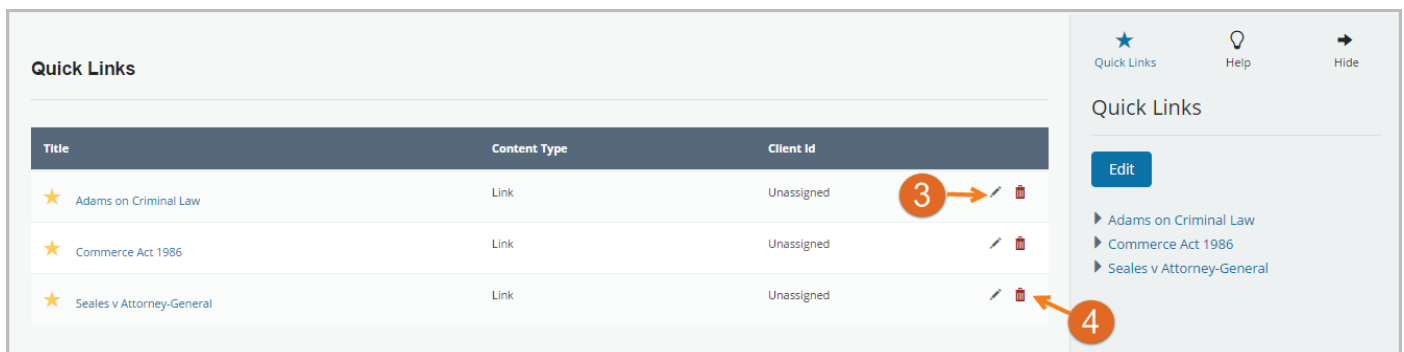 Quick Links
Title Content Type Client Id
Adams on Criminal Law Link Unassigned 3
Commerce Act 1986 Link Unassigned
Seales v Attorney-General Link Unassigned
4
Quick Links Help Hide
Quick Links
Edit
Adams on Criminal Law
Commerce Act 1986
Seales v Attorney-General